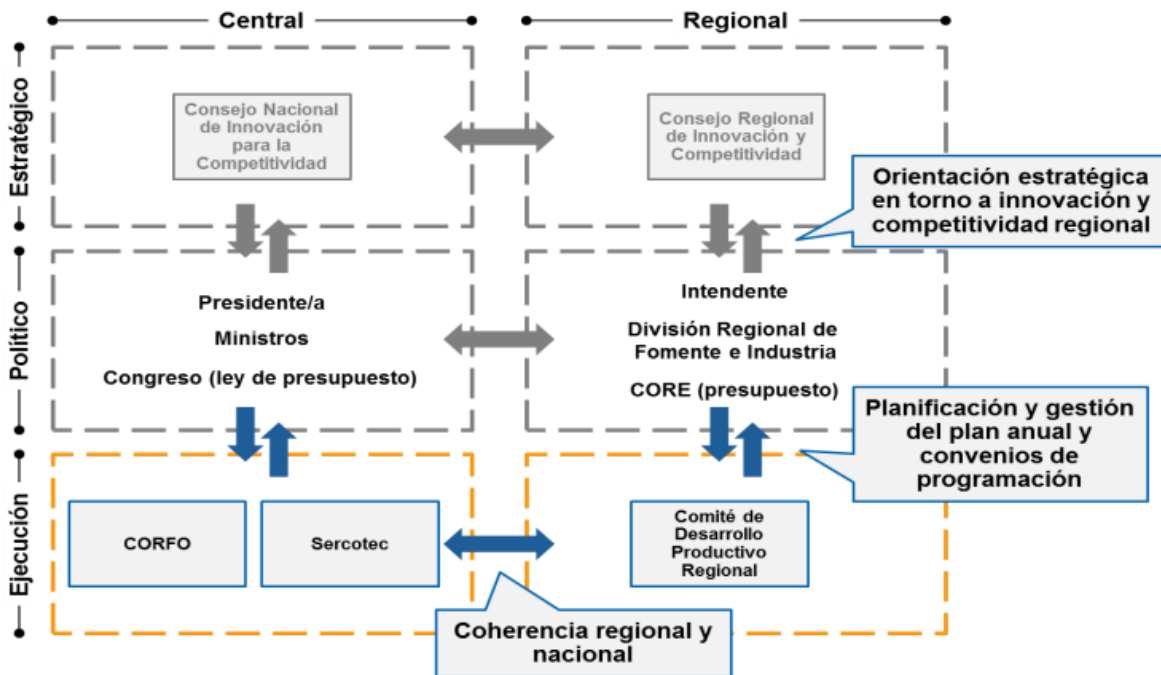 Central
Regional
Estratégico
Consejo Nacional
de Innovación
para la
Competitividad
Consejo Regional
de Innovación y
Competitividad
Orientación estratégica
en torno a innovación y
competitividad regional
Político
Presidente/a
Ministros
Congreso (ley de presupuesto)
Intendente
División Regional de
Fomente e Industria
CORE (presupuesto)
Planificación y gestión
del plan anual y
convenios de
programación
Ejecución
CORFO
Sercotec
Comité de
Desarrollo
Productivo
Regional
Coherencia regional y
nacional